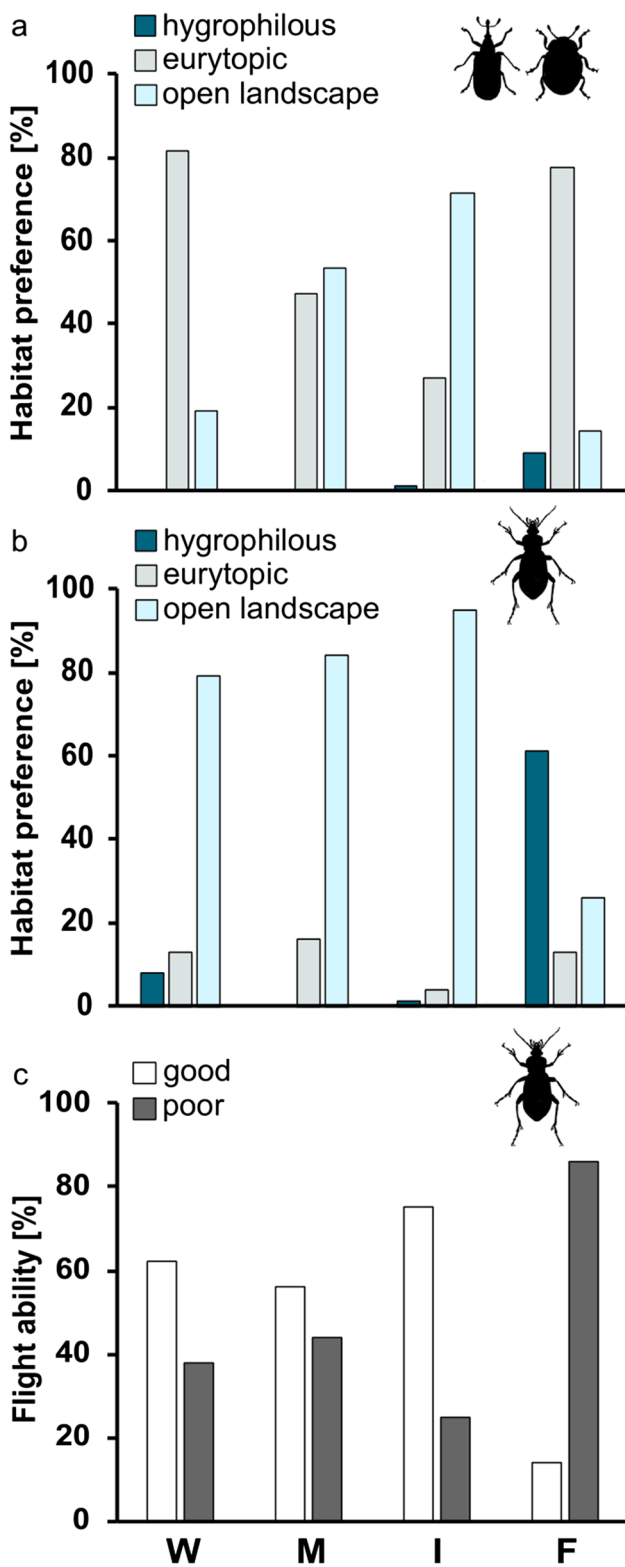 a
hygrophilous
eurytopic
open landscape
Habitat preference [%]
100
80
60
40
20
0
b
hygrophilous
eurytopic
open landscape
Habitat preference [%]
100
80
60
40
20
0
c
good
poor
Flight ability [%]
100
80
60
40
20
0
W M I F